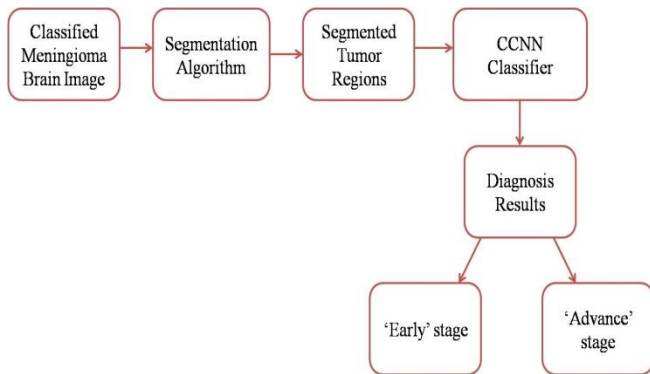 Classified
Meningioma
Brain Image
Segmentation
Algorithm
Segmented
Tumor
Regions
CCNN
Classifier
Diagnosis
Results
‘Early’ stage
‘Advance’
stage